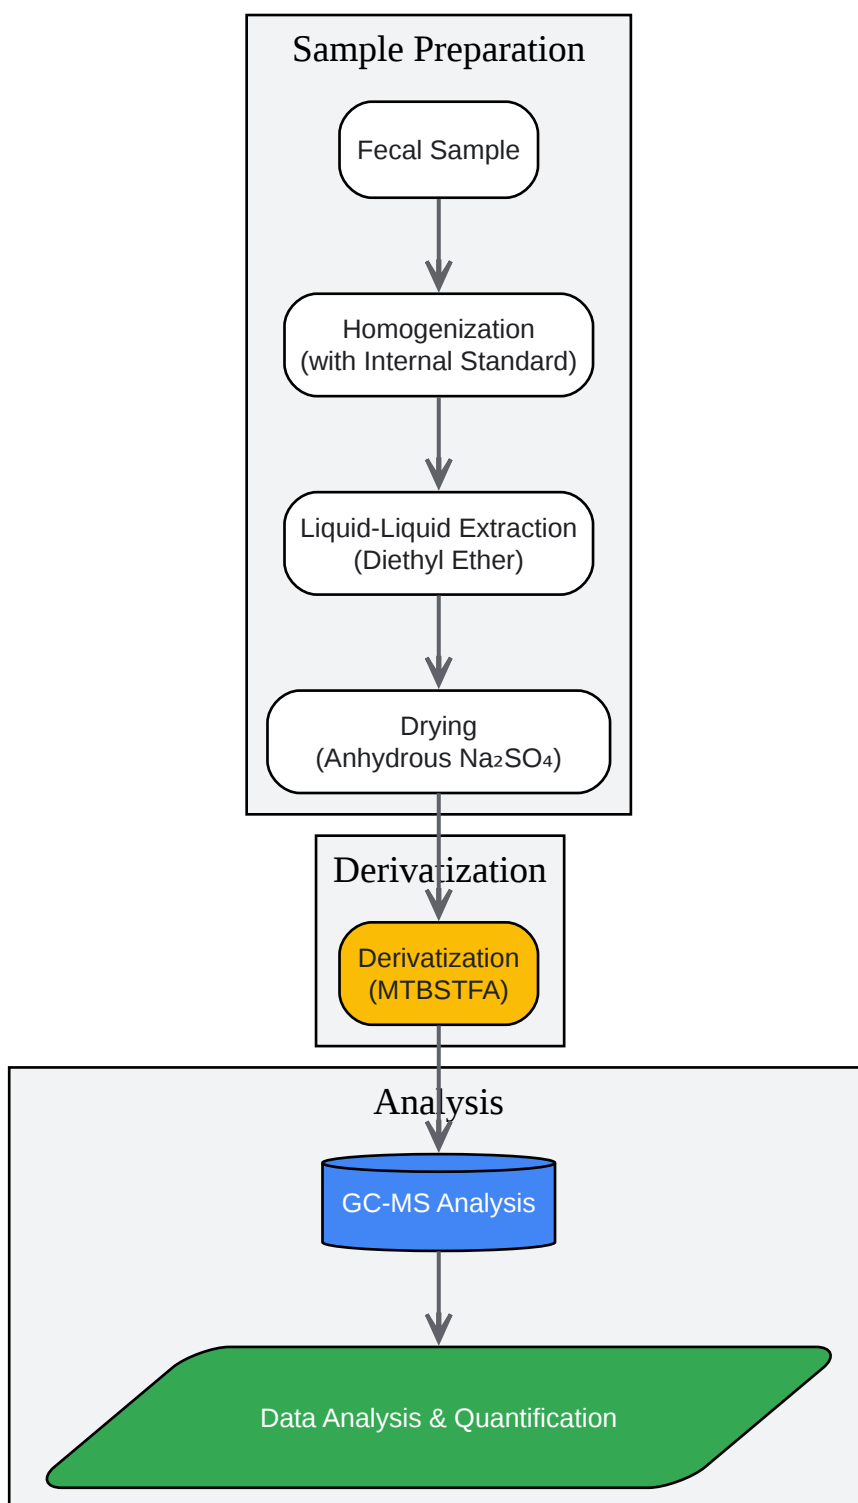 Sample Preparation
Fecal Sample
Homogenization
(with Internal Standard)
Liquid-Liquid Extraction
(Diethyl Ether)
Drying
(Anhydrous Na₂SO₄)
Derivatization
Derivatization
(MTBSTFA)
Analysis
GC-MS Analysis
Data Analysis & Quantification